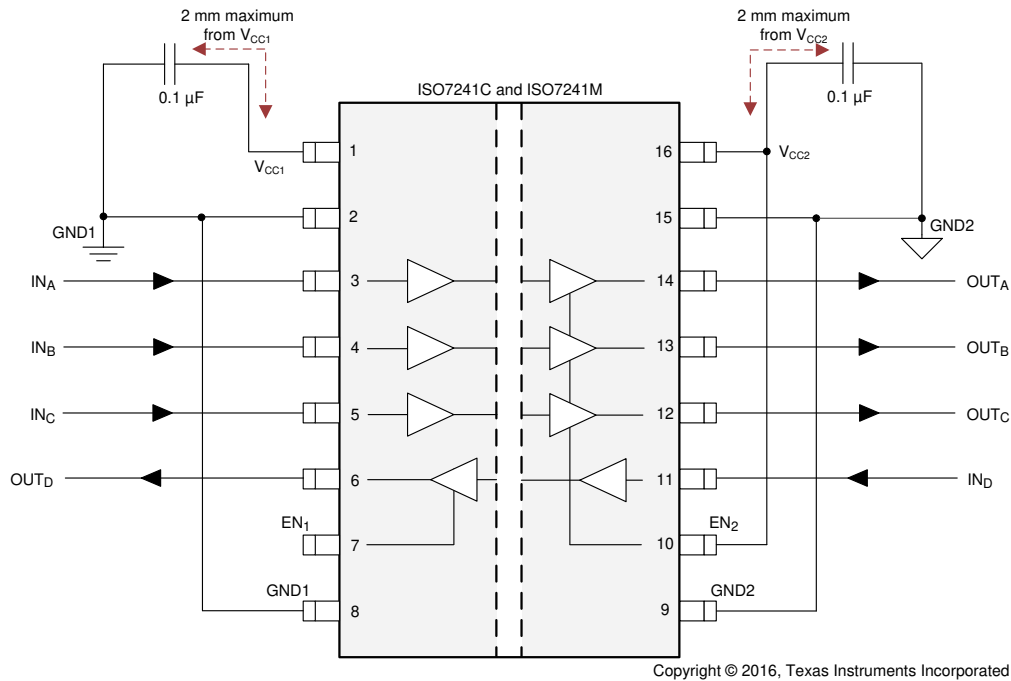 2 mm maximum
from VCC1
2 mm maximum
from VCC2
0.1 µF
0.1 µF
ISO7241C and ISO7241M
1
16
VCC1
VCC2
2
15
GND1
GND2
INA
3
14
OUTA
INB
4
13
OUTB
INC
5
12
OUTC
OUTD
6
11
IND
EN1
EN2
7
10
GND1
GND2
8
9
Copyright © 2016, Texas Instruments Incorporated